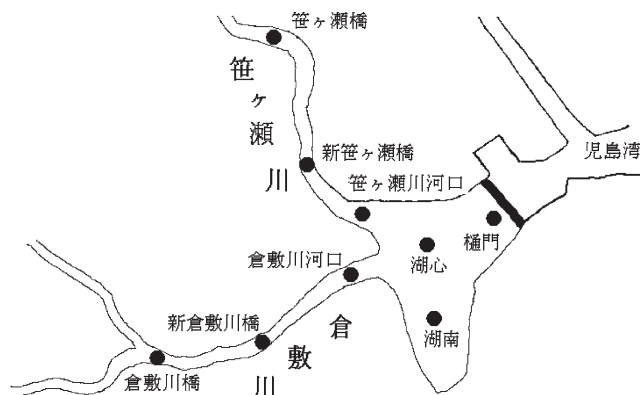 笹ヶ瀬橋
笹ヶ瀬川
新笹ヶ瀬橋
児島湾
笹ヶ瀬川河口
樋門
湖心
倉敷川河口
新倉敷川橋
湖南
倉敷川
倉敷川橋